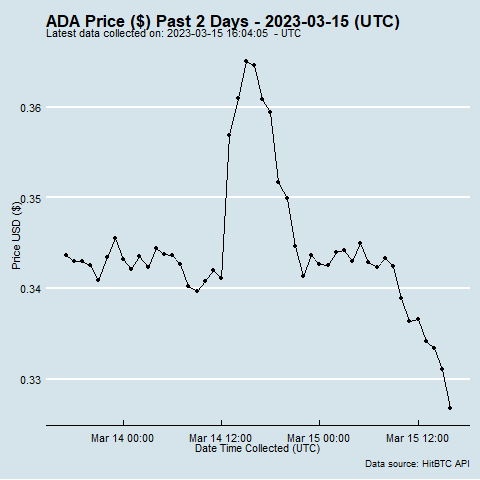 ADA Price ($) Past 2 Days - 2023-03-15 (UTC)
Latest data collected on: 2023-03-15 16:04:05 - UTC
0.36
0.35
0.34
0.33
Price USD ($)
Mar 14 00:00
Mar 14 12:00
Mar 15 00:00
Mar 15 12:00
Date Time Collected (UTC)
Data source: HitBTC API